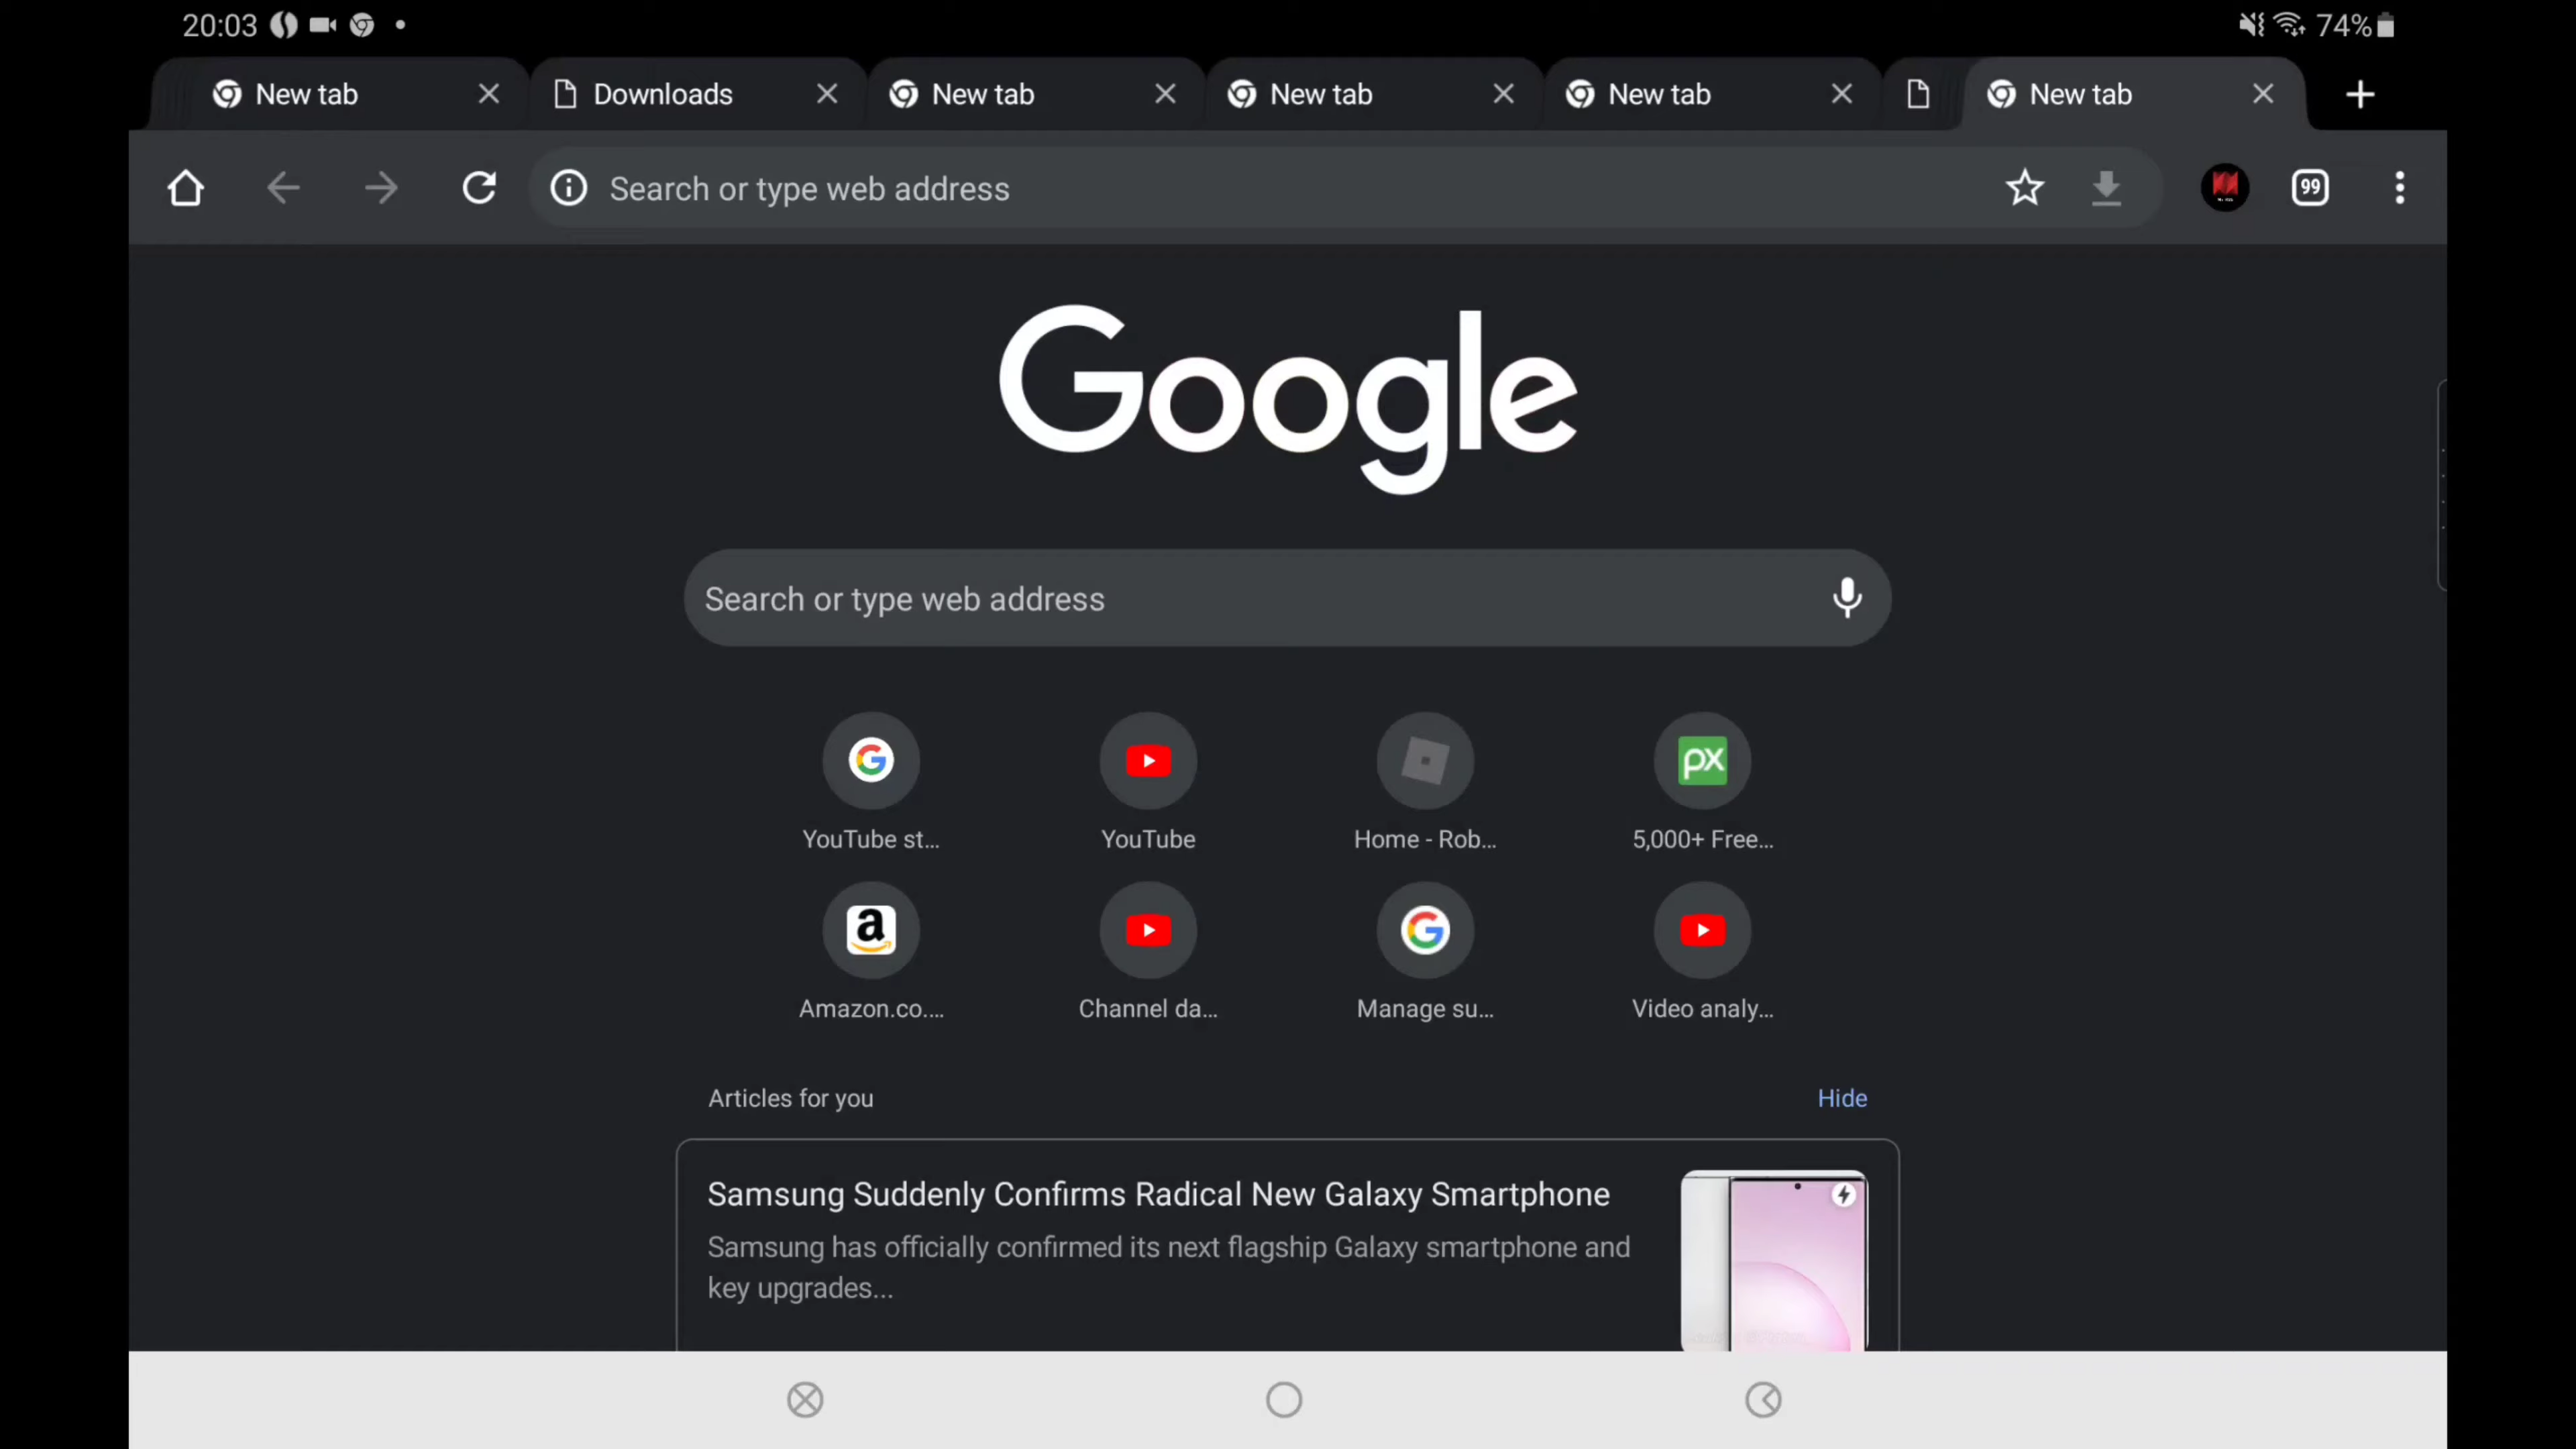 20:03
74%
New tab
Downloads
New tab
New tab
New tab
New tab
Search or type web address
99
Google
Search or type web address
YouTube st...
YouTube
Home - Rob...
px
5,000+ Free...
a
Amazon.co....
Channel da...
Manage su...
Video analy...
Articles for you
Hide
Samsung Suddenly Confirms Radical New Galaxy Smartphone
Samsung has officially confirmed its next flagship Galaxy smartphone and
key upgrades...